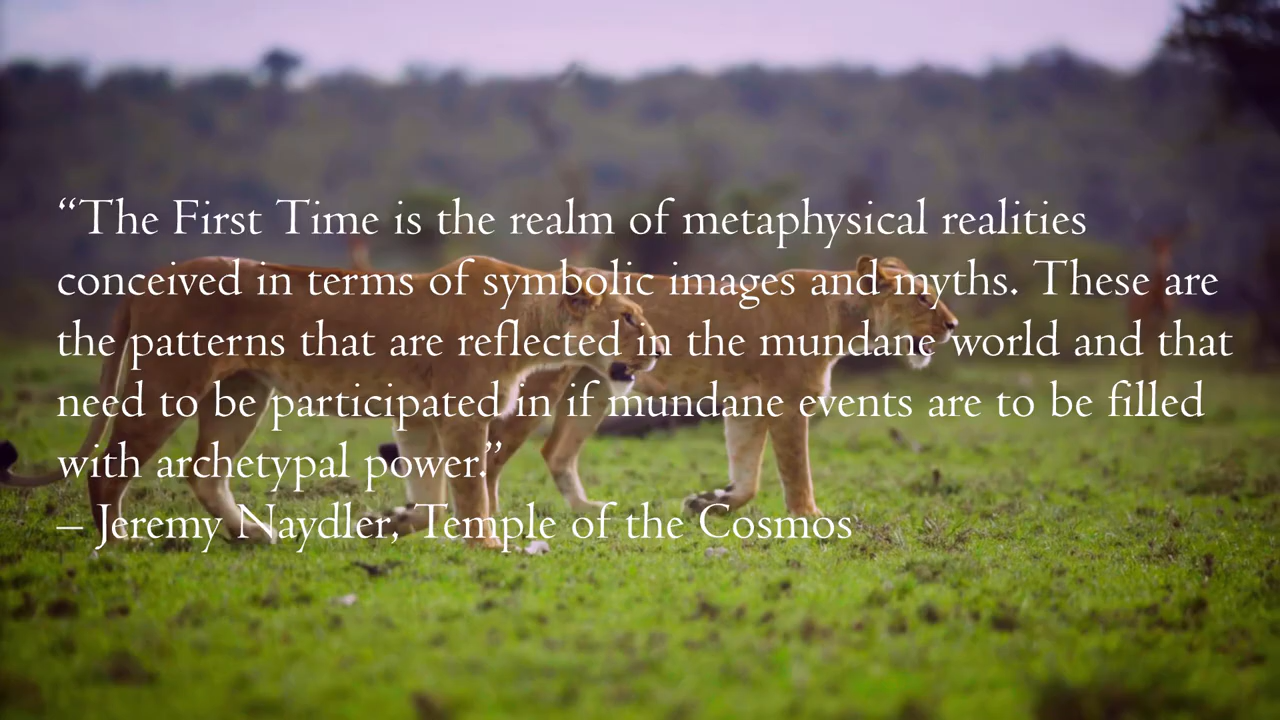 “The First Time is the realm of metaphysical realities
conceived in terms of symbolic images and myths. These are
the patterns that are reflected in the mundane world and that
need to be participated in if mundane events are to be filled
with archetypal power.”
– Jeremy Naydler, Temple of the Cosmos